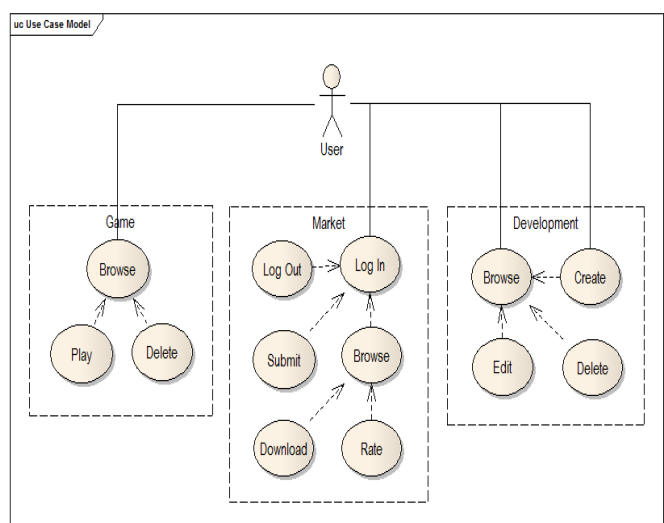 uc Use Case Model
User
Game
Browse
Play
Delete
Market
Log Out
Log In
Submit
Browse
Download
Rate
Development
Browse
Create
Edit
Delete